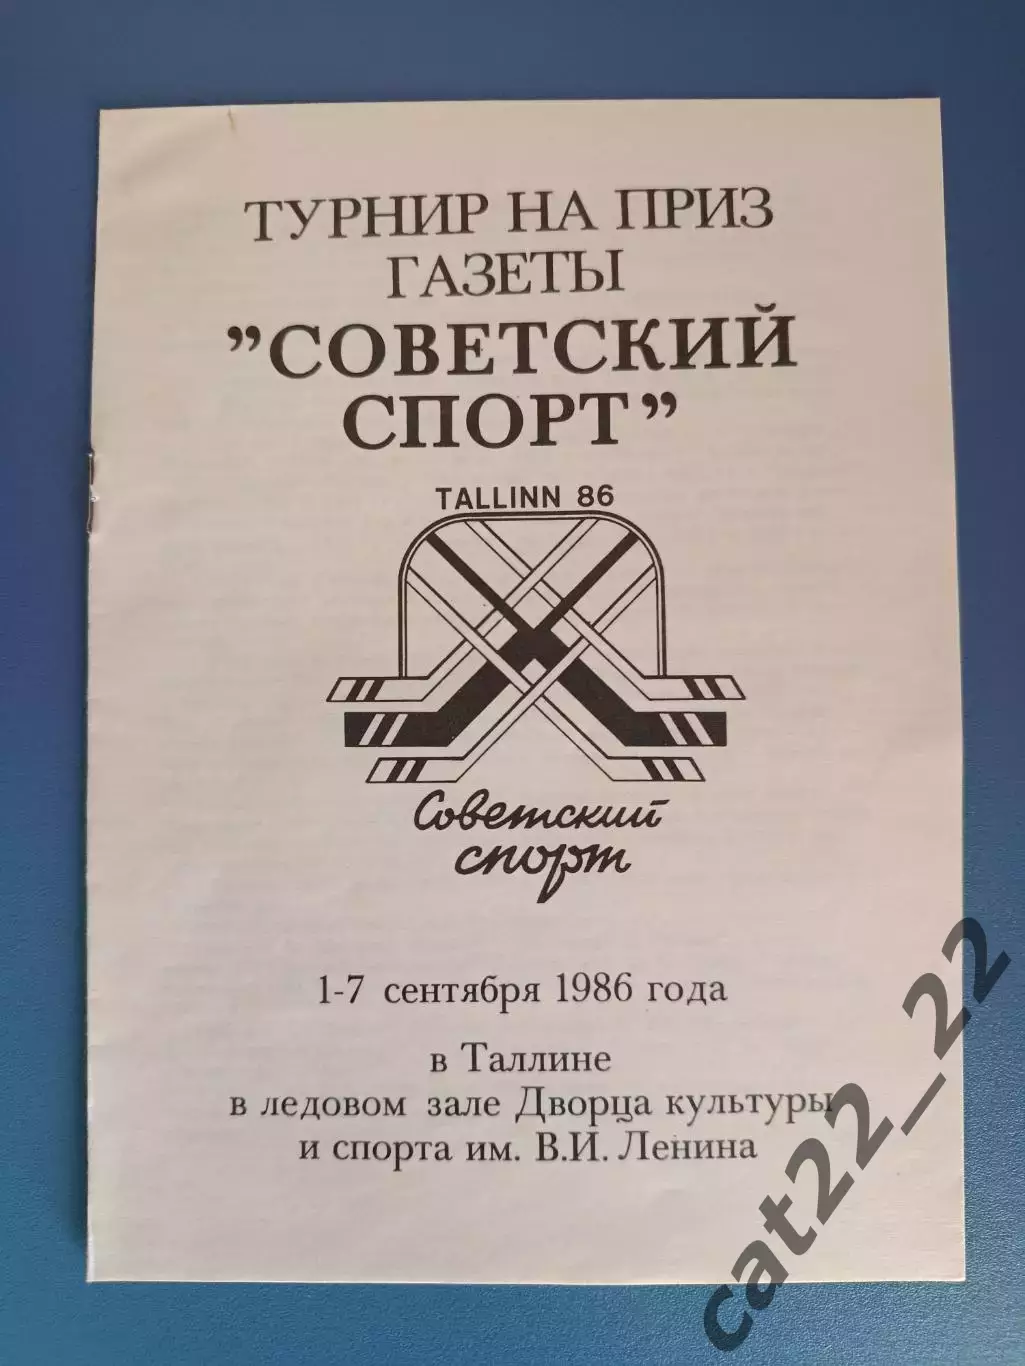 ТУРНИР НА ПРИЗ
ГАЗЕТЫ
”СОВЕТСКИЙ
СПОРТ”
TALLINN 86
Советский
спорт
1-7 сентября 1986 года
в Таллине
в ледовом зале Дворца культуры
и спорта им. В.И. Ленина
cat22_22